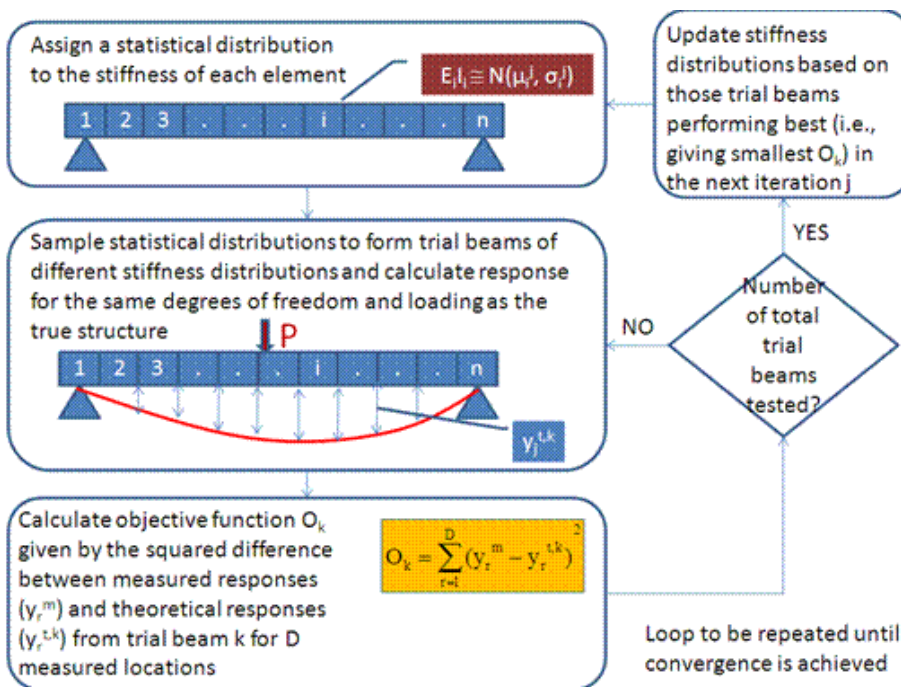 Assign a statistical distribution
to the stiffness of each element
EᵢIᵢ ≅ N(μᵢʲ, σᵢʲ)
1 2 3 . . . i . . . n
Update stiffness
distributions based on
those trial beams
performing best (i.e.,
giving smallest Oₖ) in
the next iteration j
YES
Sample statistical distributions to form trial beams of
different stiffness distributions and calculate response
for the same degrees of freedom and loading as the
true structure
P
1 2 3 . . . i . . . n
yⱼᵗ,ᵏ
NO
Number
of total
trial
beams
tested?
Calculate objective function Oₖ
given by the squared difference
between measured responses
(yᵣᵐ) and theoretical responses
(yᵣᵗ,ᵏ) from trial beam k for D
measured locations
Oₖ = ∑ᵣ₌₁ᴰ (yᵣᵐ − yᵣᵗ,ᵏ)²
Loop to be repeated until
convergence is achieved